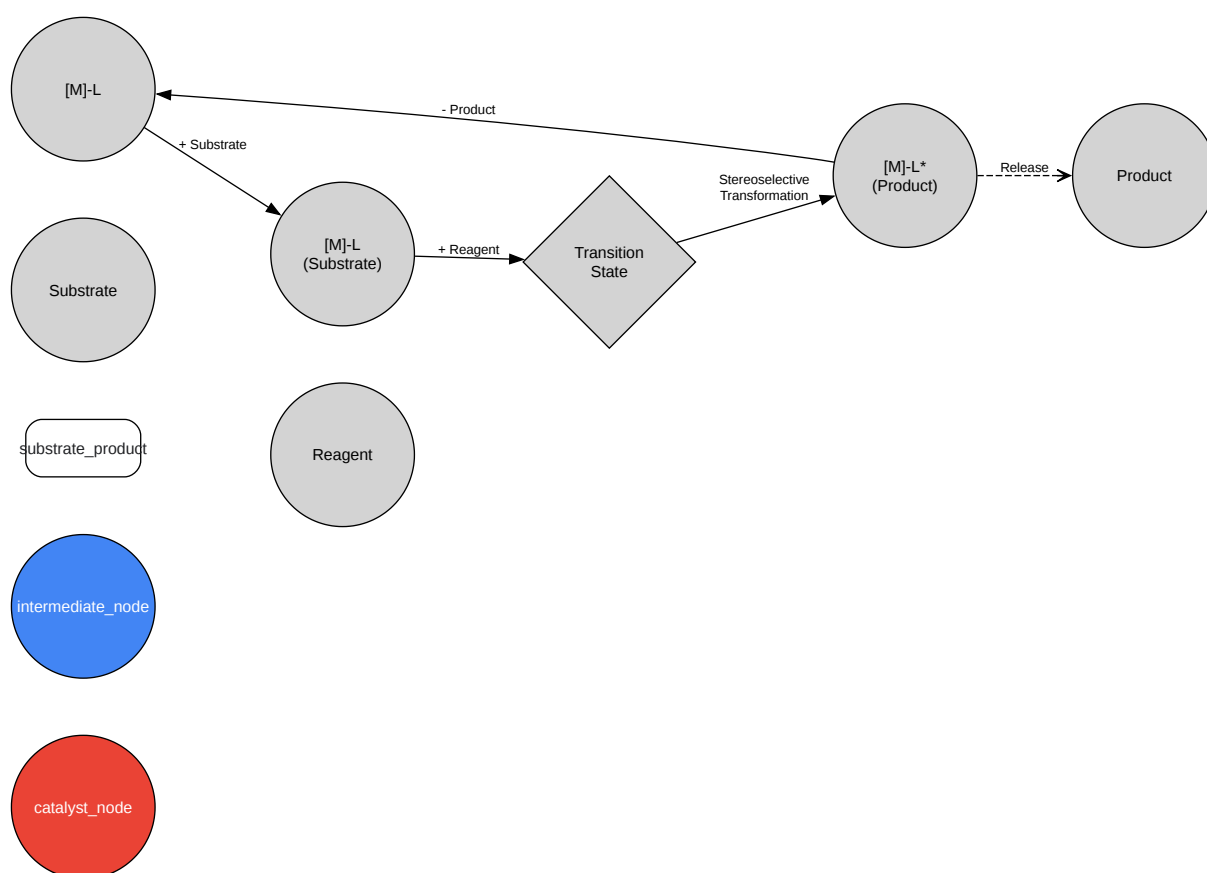 [M]-L
- Product
+ Substrate
[M]-L*
(Product)
Release
Product
Stereoselective
Transformation
[M]-L
(Substrate)
+ Reagent
Transition
State
Substrate
substrate_product
Reagent
intermediate_node
catalyst_node